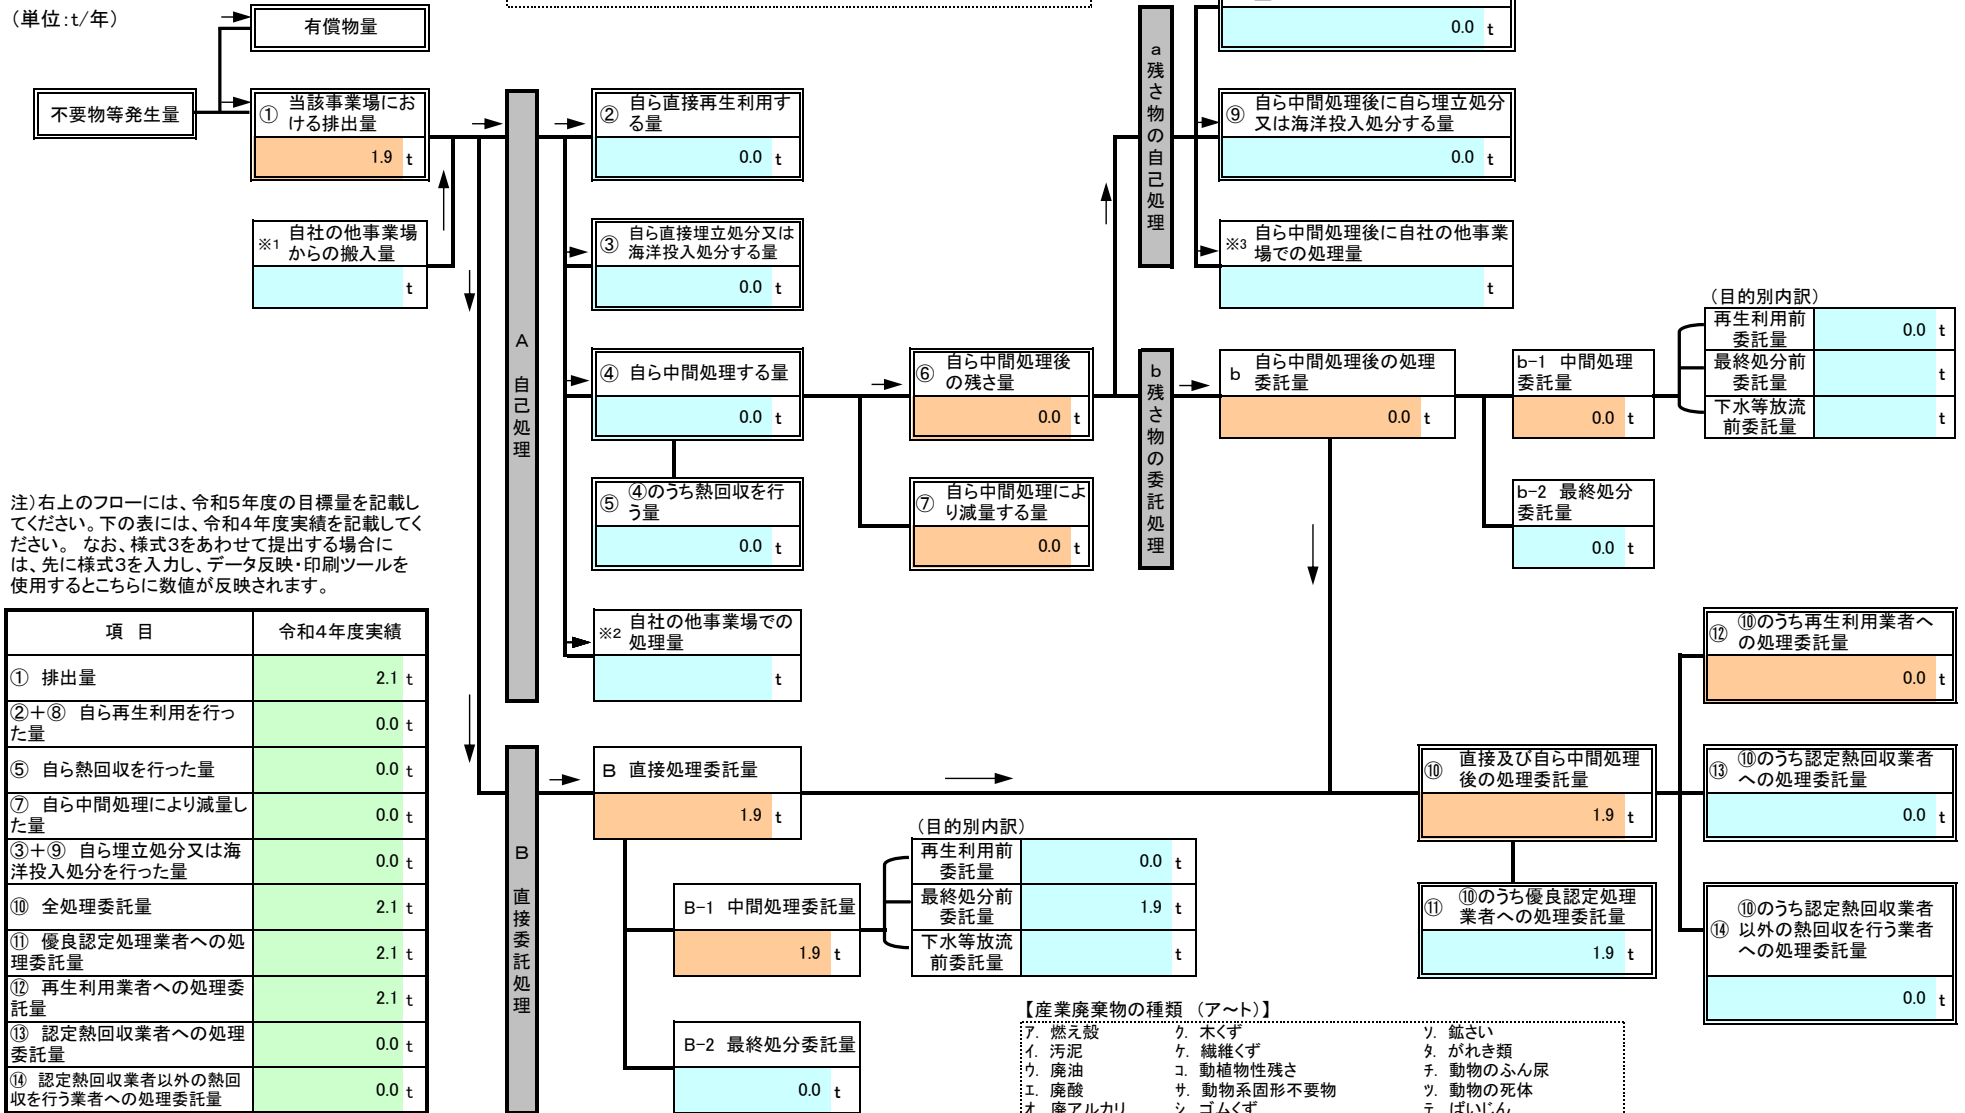 （単位:t/年）
有償物量
不要物等発生量
① 当該事業場にお
ける排出量
1.9 t
※1 自社の他事業場
からの搬入量
t
A 自己処理
② 自ら直接再生利用す
る量
0.0 t
③ 自ら直接埋立処分又は
海洋投入処分する量
0.0 t
④ 自ら中間処理する量
0.0 t
⑤ ④のうち熱回収を行
う量
0.0 t
※2 自社の他事業場での
処理量
t
⑥ 自ら中間処理後
の残さ量
0.0 t
⑦ 自ら中間処理によ
り減量する量
0.0 t
a 残さ物の自己処理
0.0 t
⑨ 自ら中間処理後に自ら埋立処分
又は海洋投入処分する量
0.0 t
※3 自ら中間処理後に自社の他事業
場での処理量
t
b 残さ物の委託処理
b 自ら中間処理後の処理
委託量
0.0 t
b-1 中間処理
委託量
0.0 t
（目的別内訳）
再生利用前
委託量
0.0 t
最終処分前
委託量
t
下水等放流
前委託量
b-2 最終処分
委託量
0.0 t
注）右上のフローには、令和5年度の目標量を記載し
てください。下の表には、令和4年度実績を記載してく
ださい。 なお、様式3をあわせて提出する場合に
は、先に様式3を入力し、データ反映・印刷ツールを
使用するとこちらに数値が反映されます。
項 目 令和4年度実績
① 排出量 2.1 t
②＋⑧ 自ら再生利用を行っ
た量
0.0 t
⑤ 自ら熱回収を行った量 0.0 t
⑦ 自ら中間処理により減量し
た量
0.0 t
③＋⑨ 自ら埋立処分又は海
洋投入処分を行った量
0.0 t
⑩ 全処理委託量 2.1 t
⑪ 優良認定処理業者への処
理委託量
2.1 t
⑫ 再生利用業者への処理委
託量
2.1 t
⑬ 認定熱回収業者への処理
委託量
0.0 t
⑭ 認定熱回収業者以外の熱回
収を行う業者への処理委託量
0.0 t
B 直接委託処理
B 直接処理委託量
1.9 t
B-1 中間処理委託量
1.9 t
（目的別内訳）
再生利用前
委託量
0.0 t
最終処分前
委託量
1.9 t
下水等放流
前委託量
t
B-2 最終処分委託量
0.0 t
⑩ 直接及び自ら中間処理
後の処理委託量
1.9 t
⑪ ⑩のうち優良認定処理
業者への処理委託量
1.9 t
⑫ ⑩のうち再生利用業者へ
の処理委託量
0.0 t
⑬ ⑩のうち認定熱回収業者
への処理委託量
0.0 t
⑭ ⑩のうち認定熱回収業者
以外の熱回収を行う業者
への処理委託量
0.0 t
【産業廃棄物の種類 （ア～ト）】
ア. 燃え殻 ク. 木くず ソ. 鉱さい
イ. 汚泥 ケ. 繊維くず タ. がれき類
ウ. 廃油 コ. 動植物性残さ チ. 動物のふん尿
エ. 廃酸 サ. 動物系固形不要物 ツ. 動物の死体
オ. 廃アルカリ シ. ゴムくず テ. ばいじん